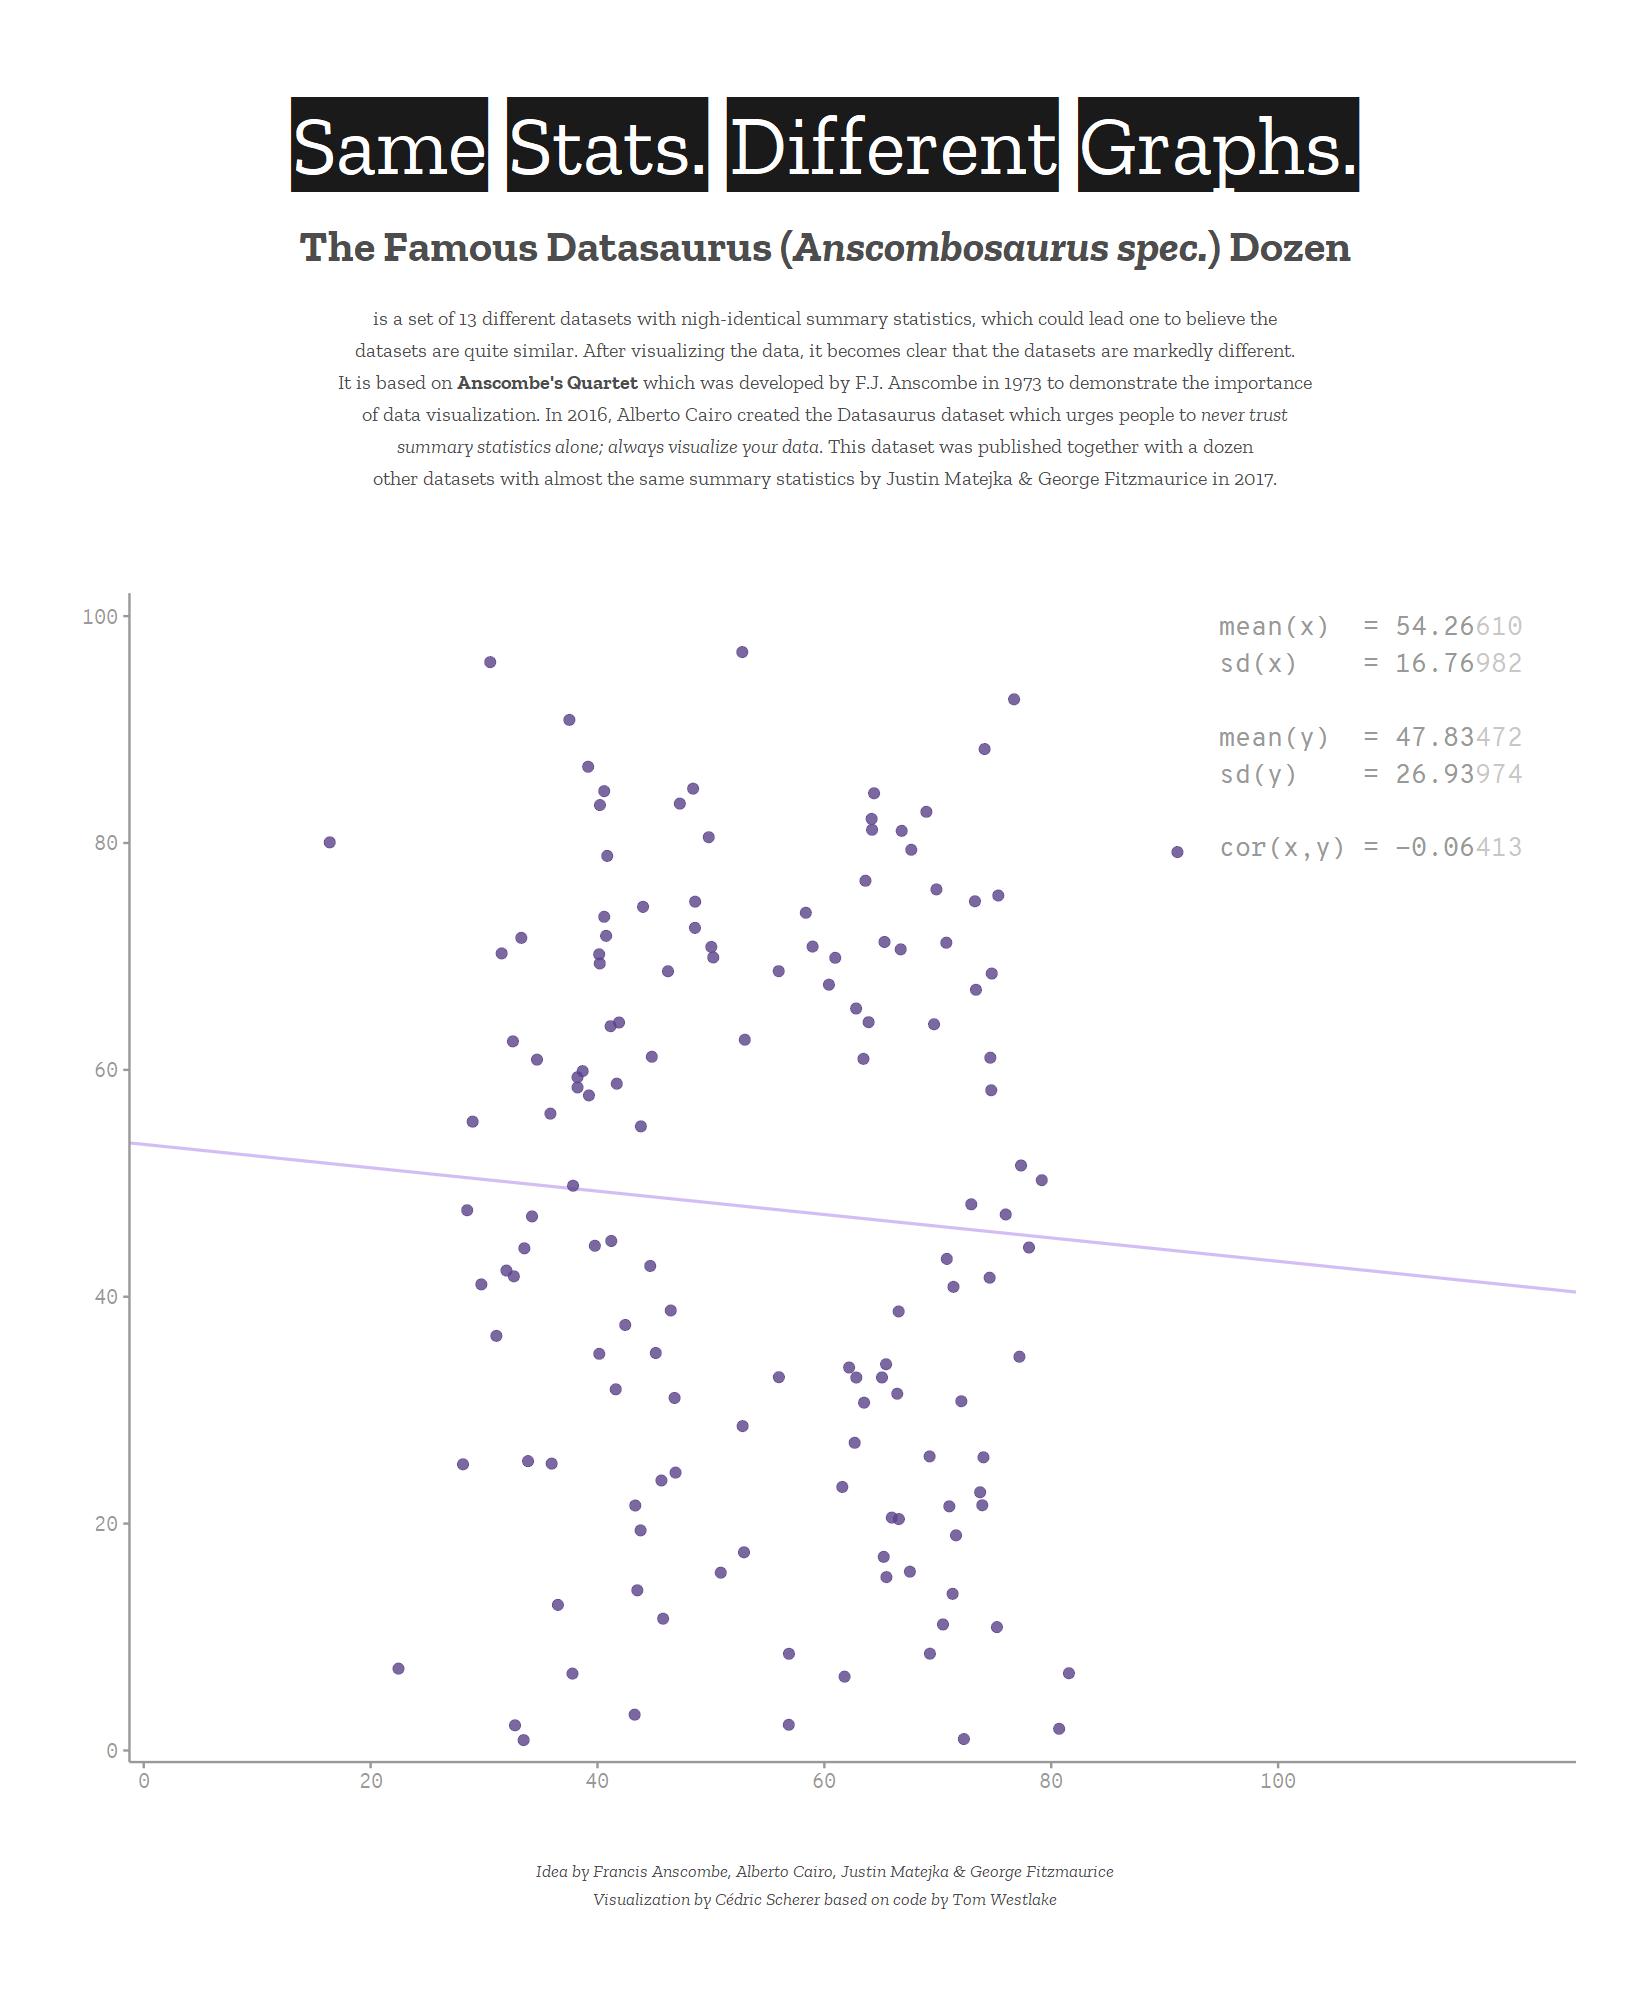 Same Stats. Different Graphs.
The Famous Datasaurus (Anscombosaurus spec.) Dozen
is a set of 13 different datasets with nigh-identical summary statistics, which could lead one to believe the
datasets are quite similar. After visualizing the data, it becomes clear that the datasets are markedly different.
It is based on Anscombe's Quartet which was developed by F.J. Anscombe in 1973 to demonstrate the importance
of data visualization. In 2016, Alberto Cairo created the Datasaurus dataset which urges people to never trust
summary statistics alone; always visualize your data. This dataset was published together with a dozen
other datasets with almost the same summary statistics by Justin Matejka & George Fitzmaurice in 2017.
mean(x) = 54.26610
sd(x) = 16.76982
mean(y) = 47.83472
sd(y) = 26.93974
cor(x,y) = −0.06413
100
80
60
40
20
0
0 20 40 60 80 100
Idea by Francis Anscombe, Alberto Cairo, Justin Matejka & George Fitzmaurice
Visualization by Cédric Scherer based on code by Tom Westlake